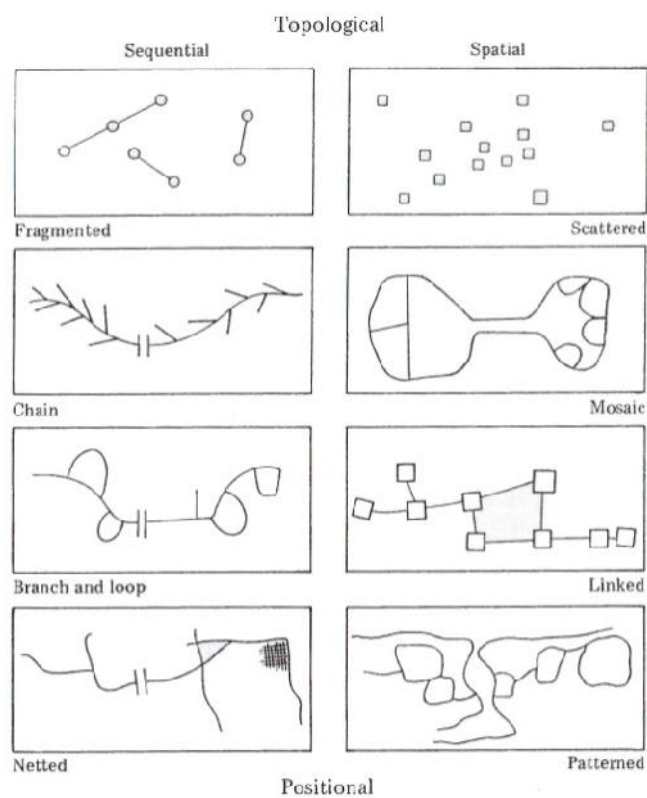 Topological
Sequential Spatial
Fragmented Scattered
Chain Mosaic
Branch and loop Linked
Netted Patterned
Positional